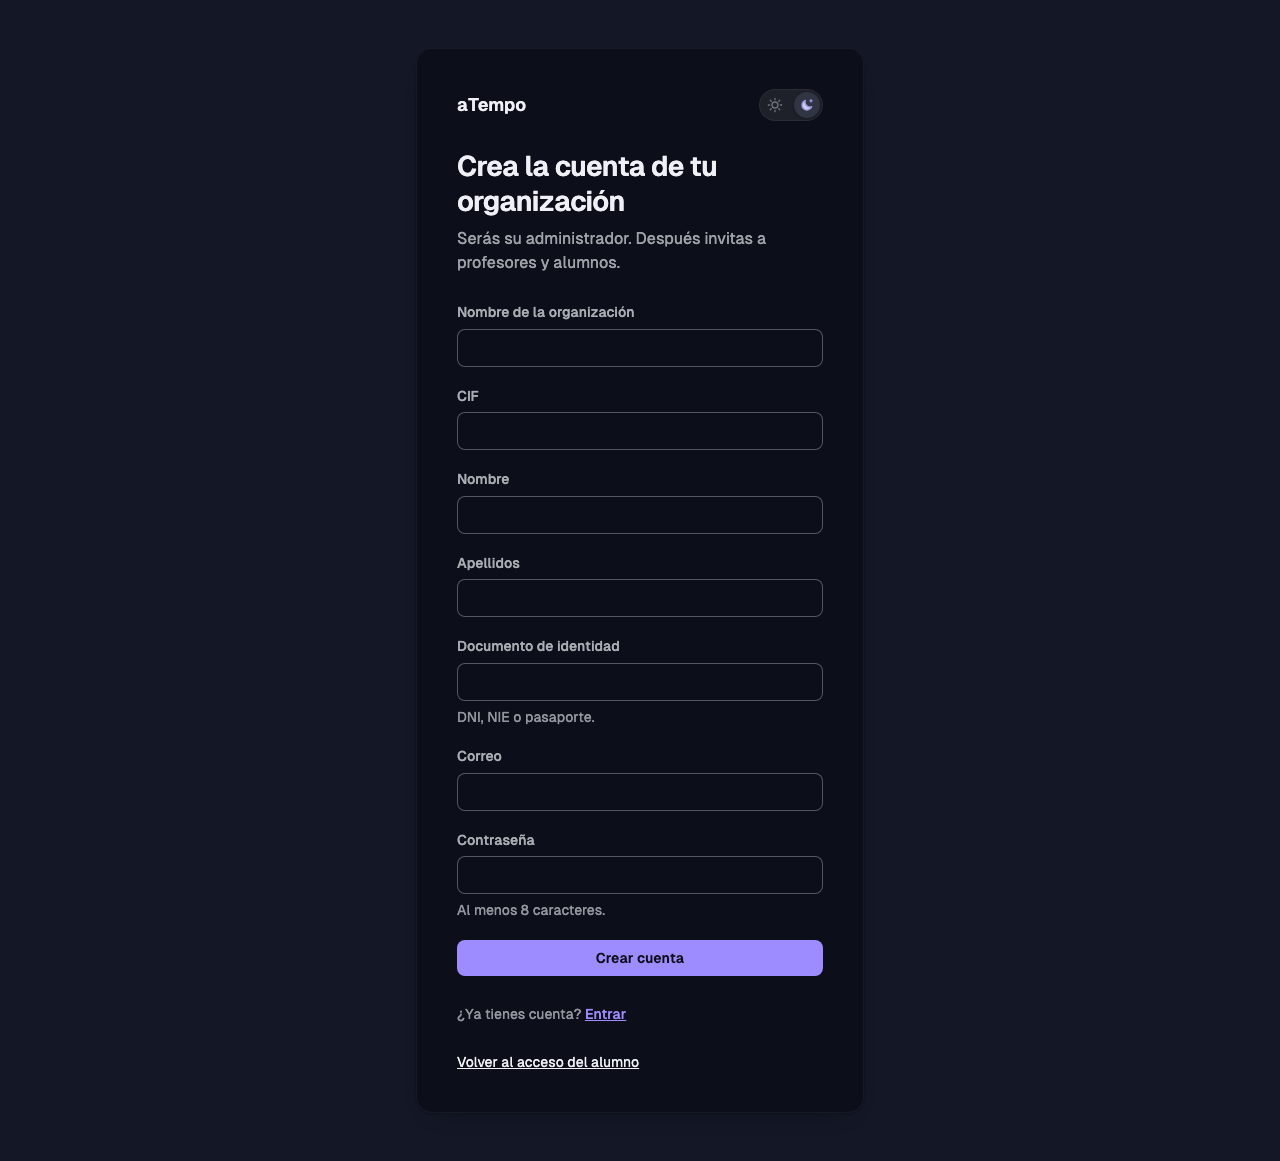 aTempo
Crea la cuenta de tu
organización
Serás su administrador. Después invitas a
profesores y alumnos.
Nombre de la organización
CIF
Nombre
Apellidos
Documento de identidad
DNI, NIE o pasaporte.
Correo
Contraseña
Al menos 8 caracteres.
Crear cuenta
¿Ya tienes cuenta? Entrar
Volver al acceso del alumno